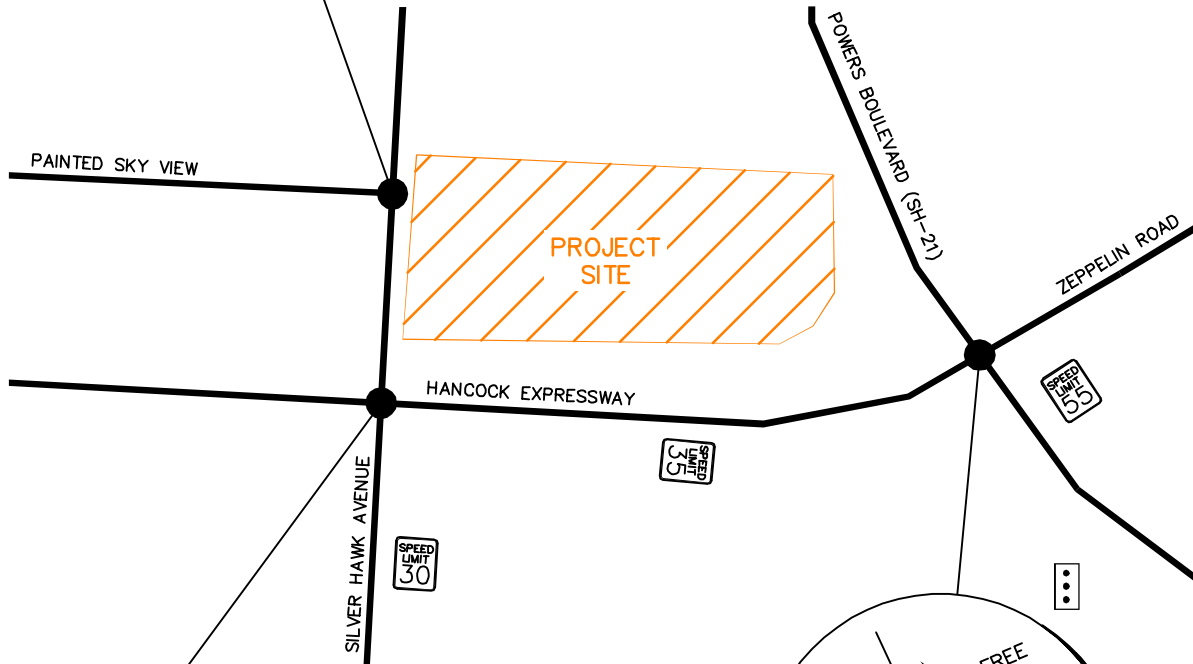 POWERS BOULEVARD (SH-21)
PAINTED SKY VIEW
ZEPPELIN ROAD
PROJECT
SITE
HANCOCK EXPRESSWAY
SPEED
LIMIT
55
SPEED
LIMIT
35
SILVER HAWK AVENUE
SPEED
LIMIT
30
FREE